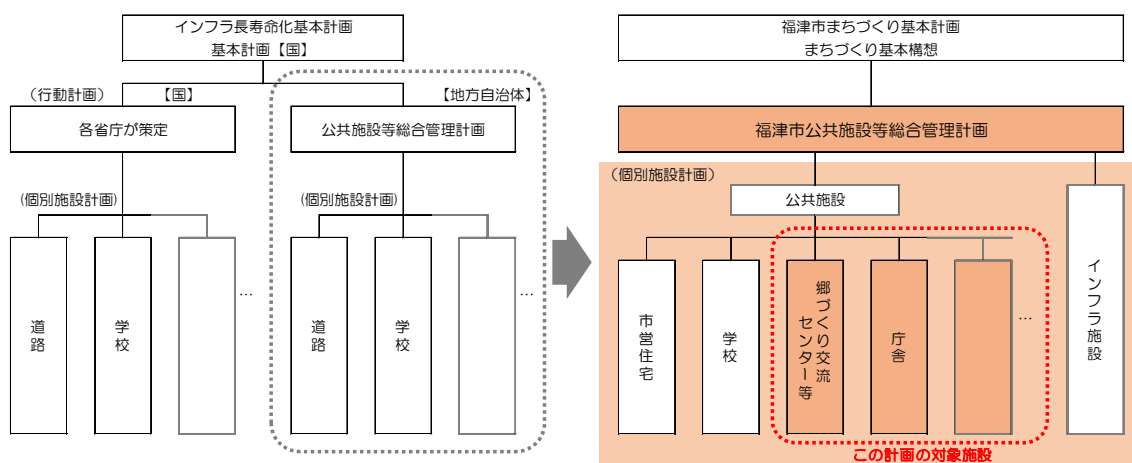 インフラ長寿命化基本計画
基本計画【国】
（行動計画）
【国】
【地方自治体】
各省庁が策定
公共施設等総合管理計画
(個別施設計画)
(個別施設計画)
道路
学校
…
道路
学校
…
福津市まちづくり基本計画
まちづくり基本構想
福津市公共施設等総合管理計画
（個別施設計画）
公共施設
市営住宅
学校
郷づくり交流
センター等
庁舎
…
インフラ施設
この計画の対象施設